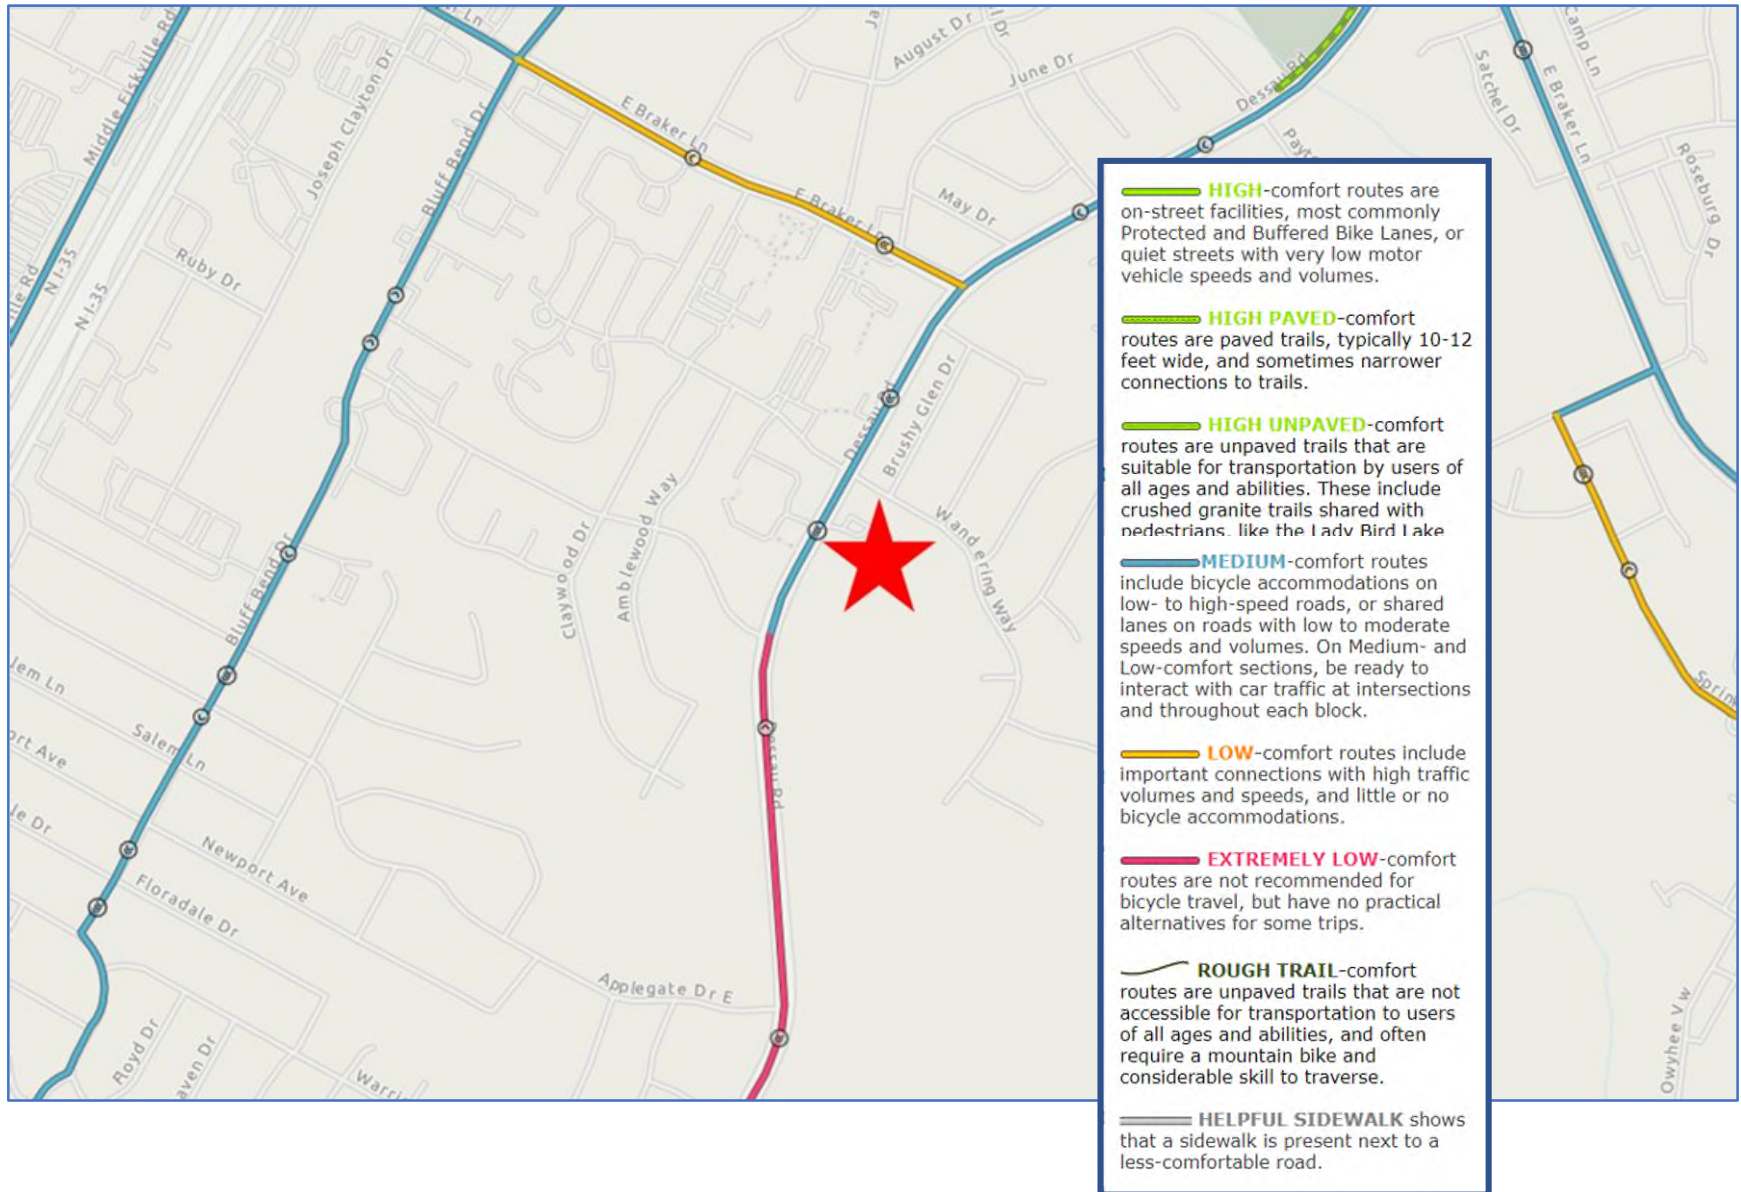 Middle Fiskville Rd
N I-35
N I-35
Joseph Clayton Dr
Ruby Dr
Bluff Bend Dr
E Braker Ln
E Braker Ln
August Dr
June Dr
May Dr
Dessau Rd
Dessau Rd
Brushy Glen Dr
Wandering Way
Claywood Dr
Amblewood Way
Bluff Bend Dr
Salem Ln
Newport Ave
Floradale Dr
Dessau Rd
Applegate Dr E
Floyd Dr
Satchel Dr
E Braker Ln
Camp Ln
Roseburg Dr
Owyhee Vw
HIGH-comfort routes are
on-street facilities, most commonly
Protected and Buffered Bike Lanes, or
quiet streets with very low motor
vehicle speeds and volumes.
HIGH PAVED-comfort
routes are paved trails, typically 10-12
feet wide, and sometimes narrower
connections to trails.
HIGH UNPAVED-comfort
routes are unpaved trails that are
suitable for transportation by users of
all ages and abilities. These include
crushed granite trails shared with
pedestrians, like the Lady Bird Lake
MEDIUM-comfort routes
include bicycle accommodations on
low- to high-speed roads, or shared
lanes on roads with low to moderate
speeds and volumes. On Medium- and
Low-comfort sections, be ready to
interact with car traffic at intersections
and throughout each block.
LOW-comfort routes include
important connections with high traffic
volumes and speeds, and little or no
bicycle accommodations.
EXTREMELY LOW-comfort
routes are not recommended for
bicycle travel, but have no practical
alternatives for some trips.
ROUGH TRAIL-comfort
routes are unpaved trails that are not
accessible for transportation to users
of all ages and abilities, and often
require a mountain bike and
considerable skill to traverse.
HELPFUL SIDEWALK shows
that a sidewalk is present next to a
less-comfortable road.